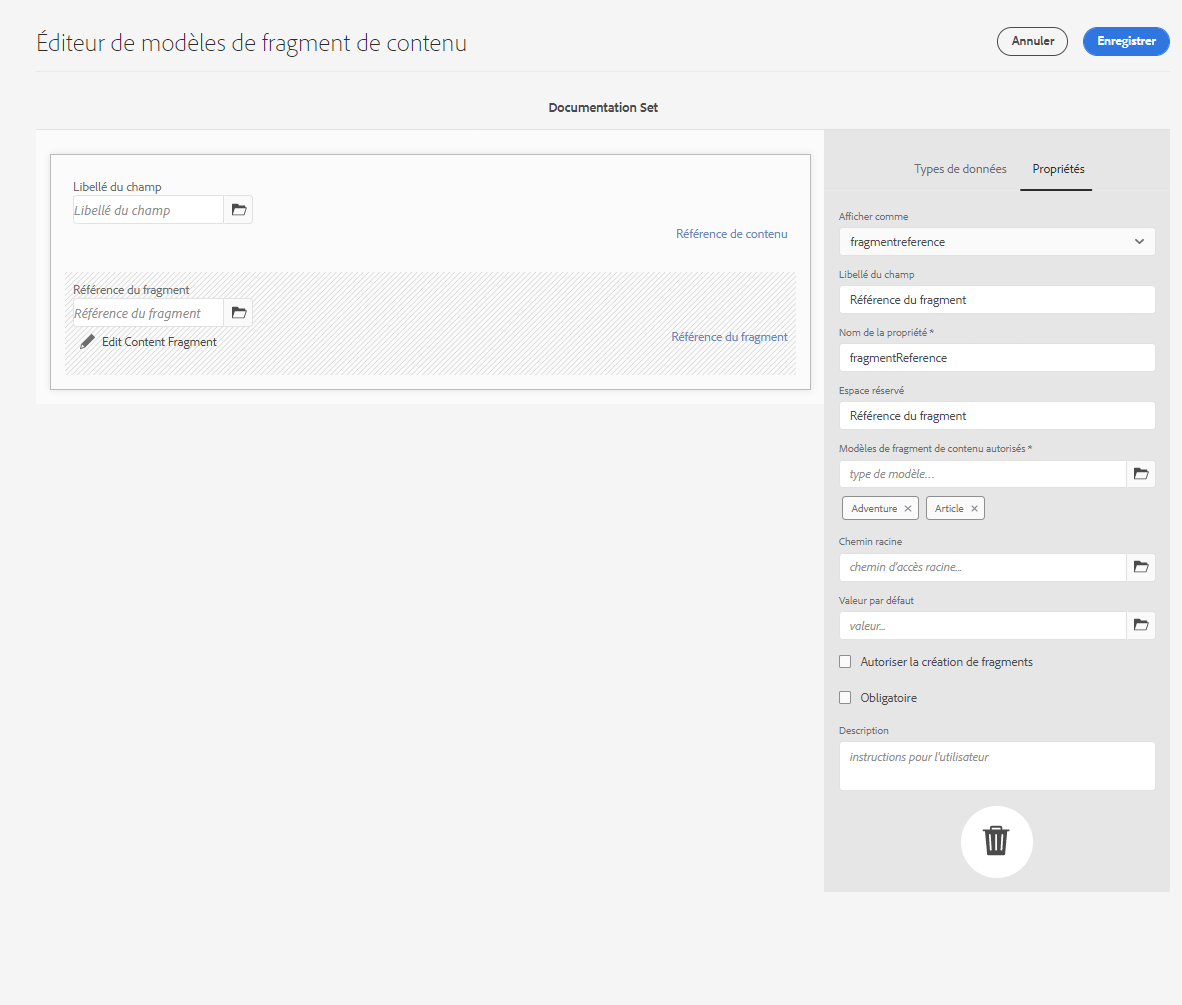 Éditeur de modèles de fragment de contenu
Annuler
Enregistrer
Documentation Set
Libellé du champ
Libellé du champ
Référence de contenu
Référence du fragment
Référence du fragment
Edit Content Fragment
Référence du fragment
Types de données
Propriétés
Afficher comme
fragmentreference
Libellé du champ
Référence du fragment
Nom de la propriété *
fragmentReference
Espace réservé
Référence du fragment
Modèles de fragment de contenu autorisés *
type de modèle…
Adventure ×
Article ×
Chemin racine
chemin d'accès racine...
Valeur par défaut
valeur...
Autoriser la création de fragments
Obligatoire
Description
instructions pour l'utilisateur